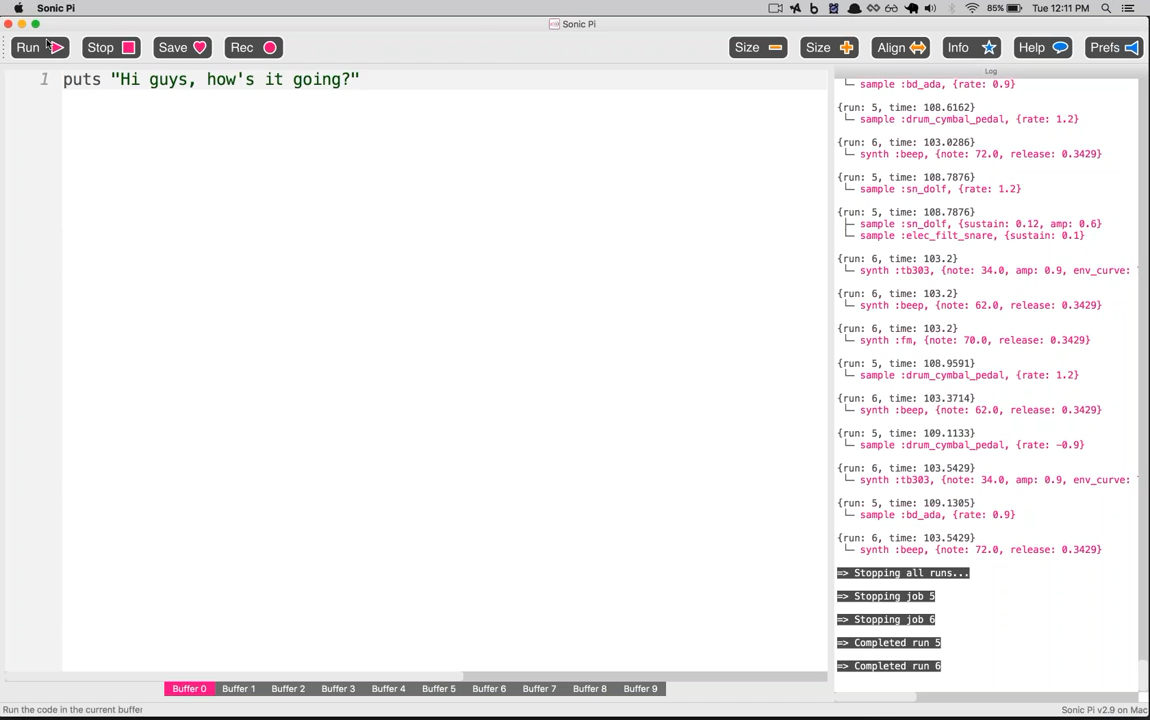 Sonic Pi
85% Tue 12:11 PM
Sonic Pi
Run Stop Save Rec Size Size Align Info Help Prefs
Log
1 puts "Hi guys, how's it going?"
└─ sample :bd_ada, {rate: 0.9}
{run: 5, time: 108.6162}
└─ sample :drum_cymbal_pedal, {rate: 1.2}
{run: 6, time: 103.0286}
└─ synth :beep, {note: 72.0, release: 0.3429}
{run: 5, time: 108.7876}
└─ sample :sn_dolf, {rate: 1.2}
{run: 5, time: 108.7876}
├─ sample :sn_dolf, {sustain: 0.12, amp: 0.6}
└─ sample :elec_filt_snare, {sustain: 0.1}
{run: 6, time: 103.2}
└─ synth :tb303, {note: 34.0, amp: 0.9, env_curve:
{run: 6, time: 103.2}
└─ synth :beep, {note: 62.0, release: 0.3429}
{run: 6, time: 103.2}
└─ synth :fm, {note: 70.0, release: 0.3429}
{run: 5, time: 108.9591}
└─ sample :drum_cymbal_pedal, {rate: 1.2}
{run: 6, time: 103.3714}
└─ synth :beep, {note: 62.0, release: 0.3429}
{run: 5, time: 109.1133}
└─ sample :drum_cymbal_pedal, {rate: -0.9}
{run: 6, time: 103.5429}
└─ synth :tb303, {note: 34.0, amp: 0.9, env_curve:
{run: 5, time: 109.1305}
└─ sample :bd_ada, {rate: 0.9}
{run: 6, time: 103.5429}
└─ synth :beep, {note: 72.0, release: 0.3429}
=> Stopping all runs...
=> Stopping job 5
=> Stopping job 6
=> Completed run 5
=> Completed run 6
Buffer 0 Buffer 1 Buffer 2 Buffer 3 Buffer 4 Buffer 5 Buffer 6 Buffer 7 Buffer 8 Buffer 9
Run the code in the current buffer
Sonic Pi v2.9 on Mac